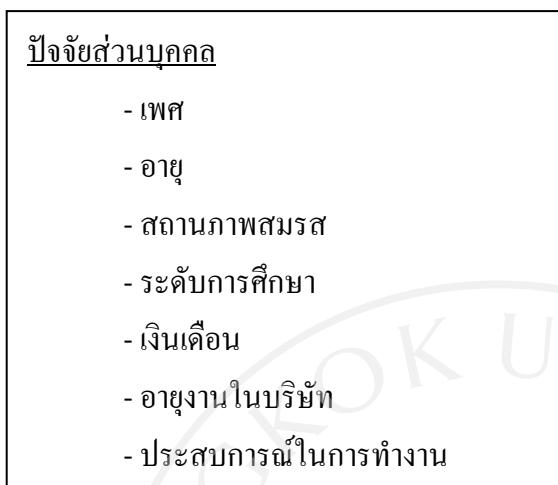 ปัจจัยส่วนบุคคล
- เพศ
- อายุ
- สถานภาพสมรส
- ระดับการศึกษา
- เงินเดือน
- อายุงานในบริษัท
- ประสบการณ์ในการทำงาน